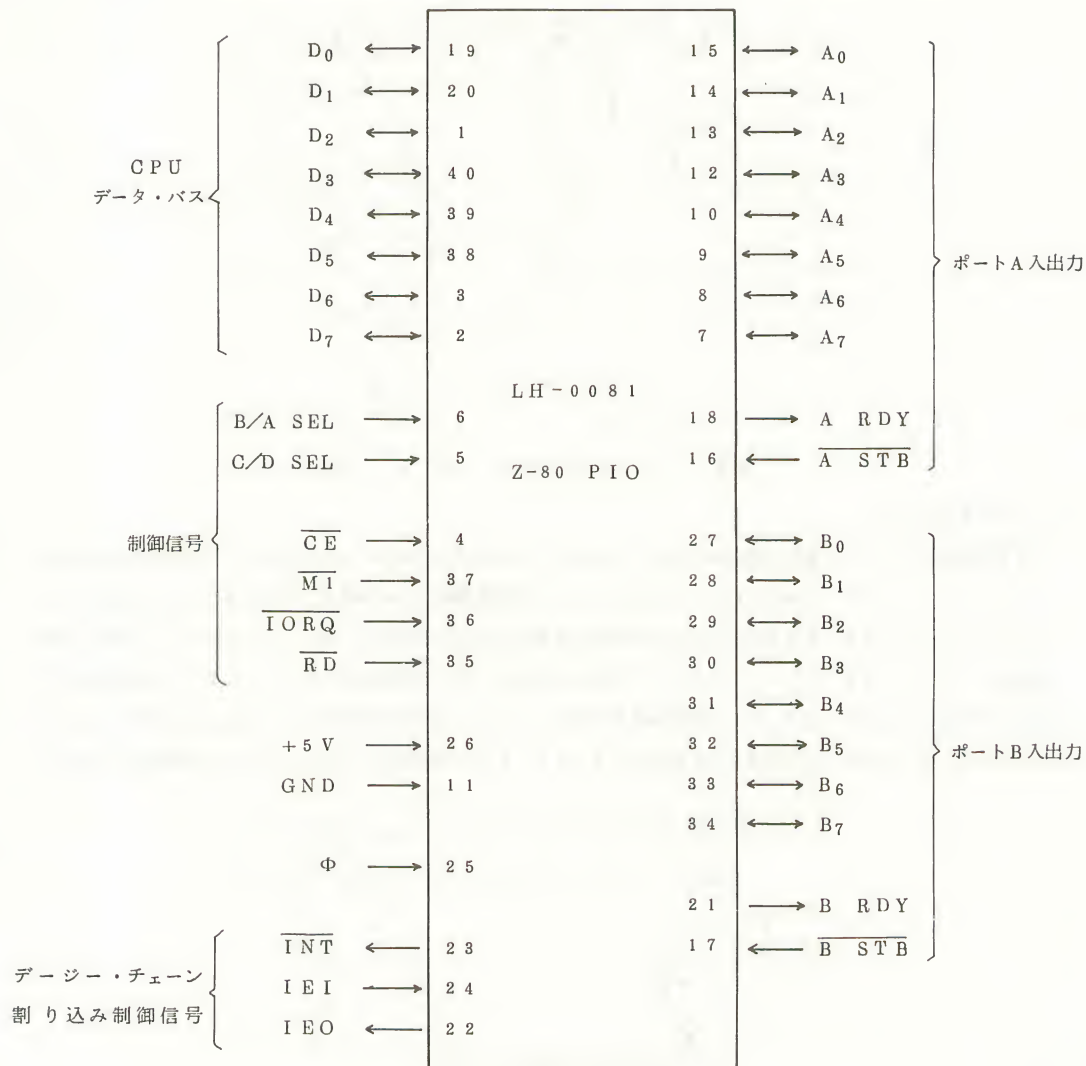 D0 19 15 A0
D1 20 14 A1
D2 1 13 A2
D3 40 12 A3
CPU
データ・バス
D4 39 10 A4
D5 38 9 A5
ポートA入出力
D6 3 8 A6
D7 2 7 A7
LH-0081
B/A SEL 6 18 A RDY
C/D SEL 5 16 A STB
Z-80 PIO
制御信号
CE 4 27 B0
M1 37 28 B1
IORQ 36 29 B2
RD 35 30 B3
31 B4
+5V 26 32 B5
ポートB入出力
GND 11 33 B6
34 B7
Φ 25
21 B RDY
INT 23 17 B STB
デージー・チェーン
割り込み制御信号
IEI 24
IEO 22